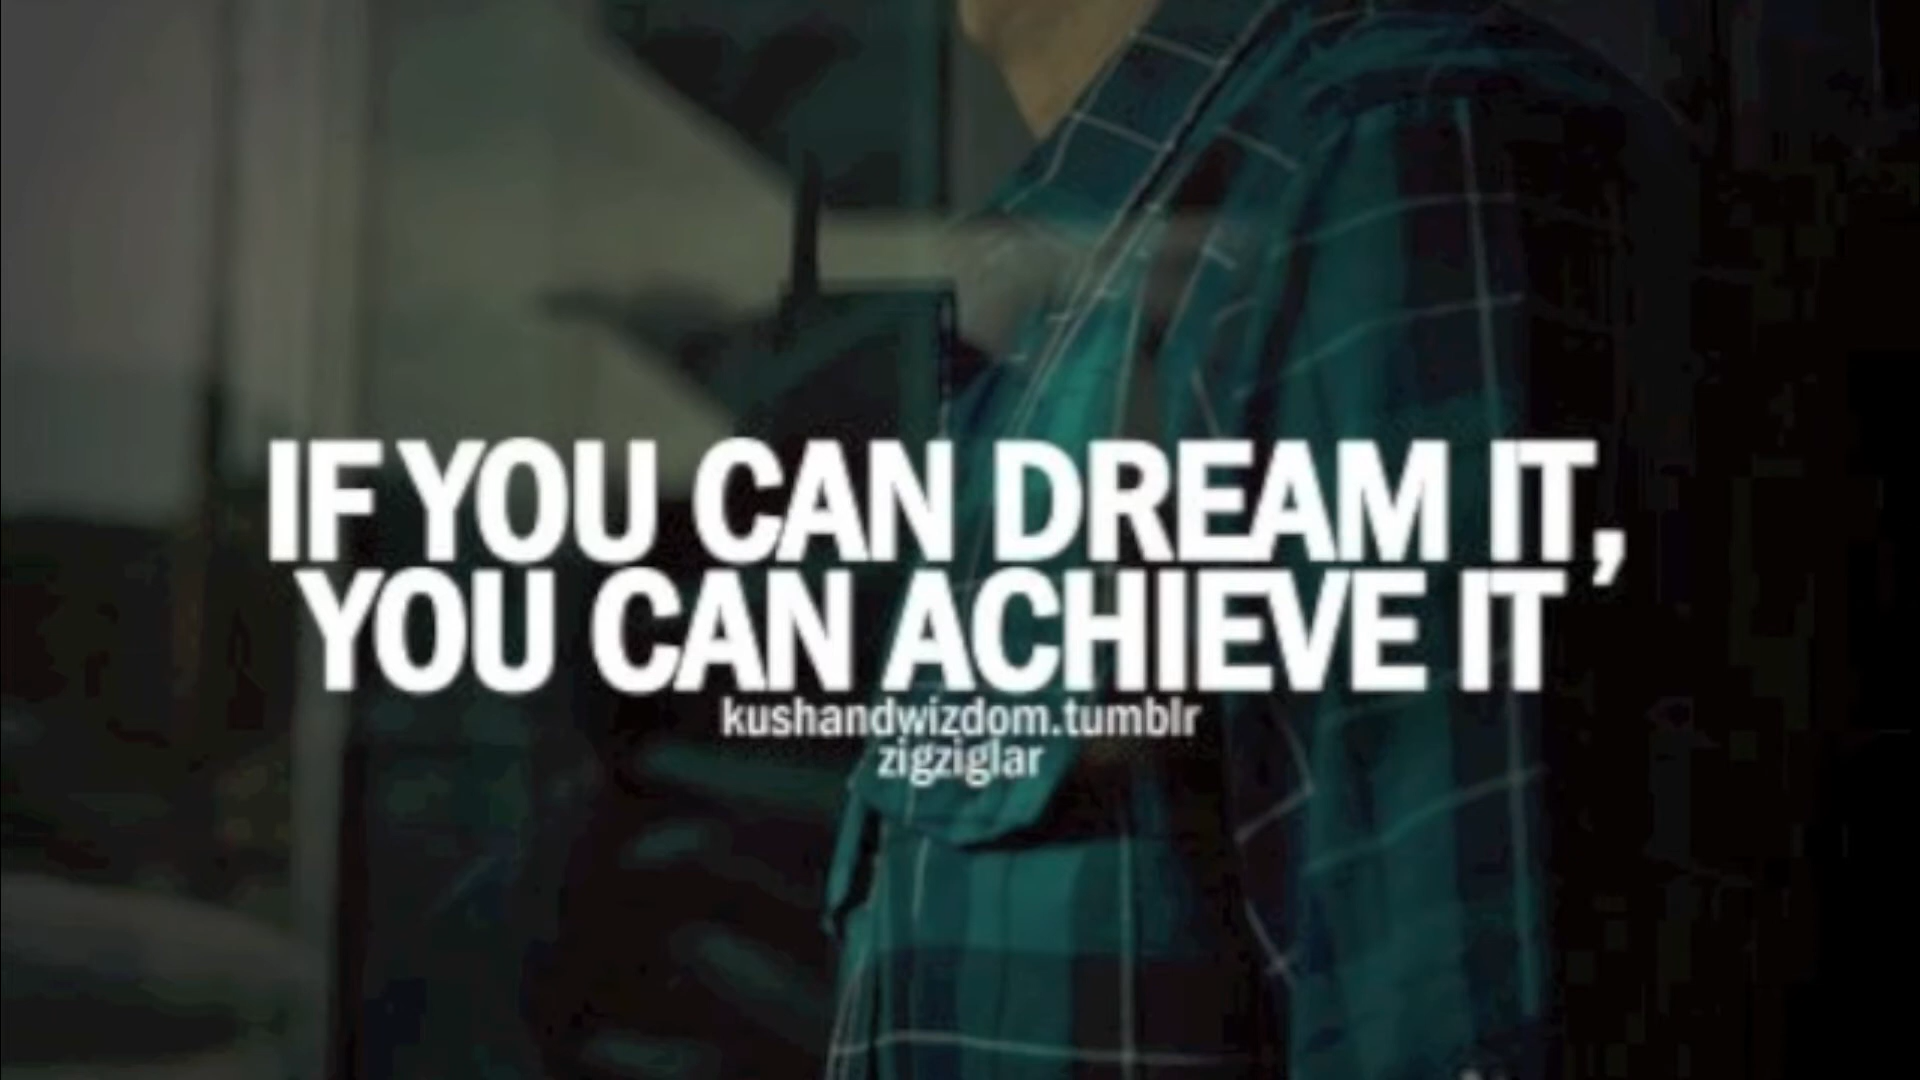 IF YOU CAN DREAM IT,
YOU CAN ACHIEVE IT
kushandwizdom.tumblr
zigziglar